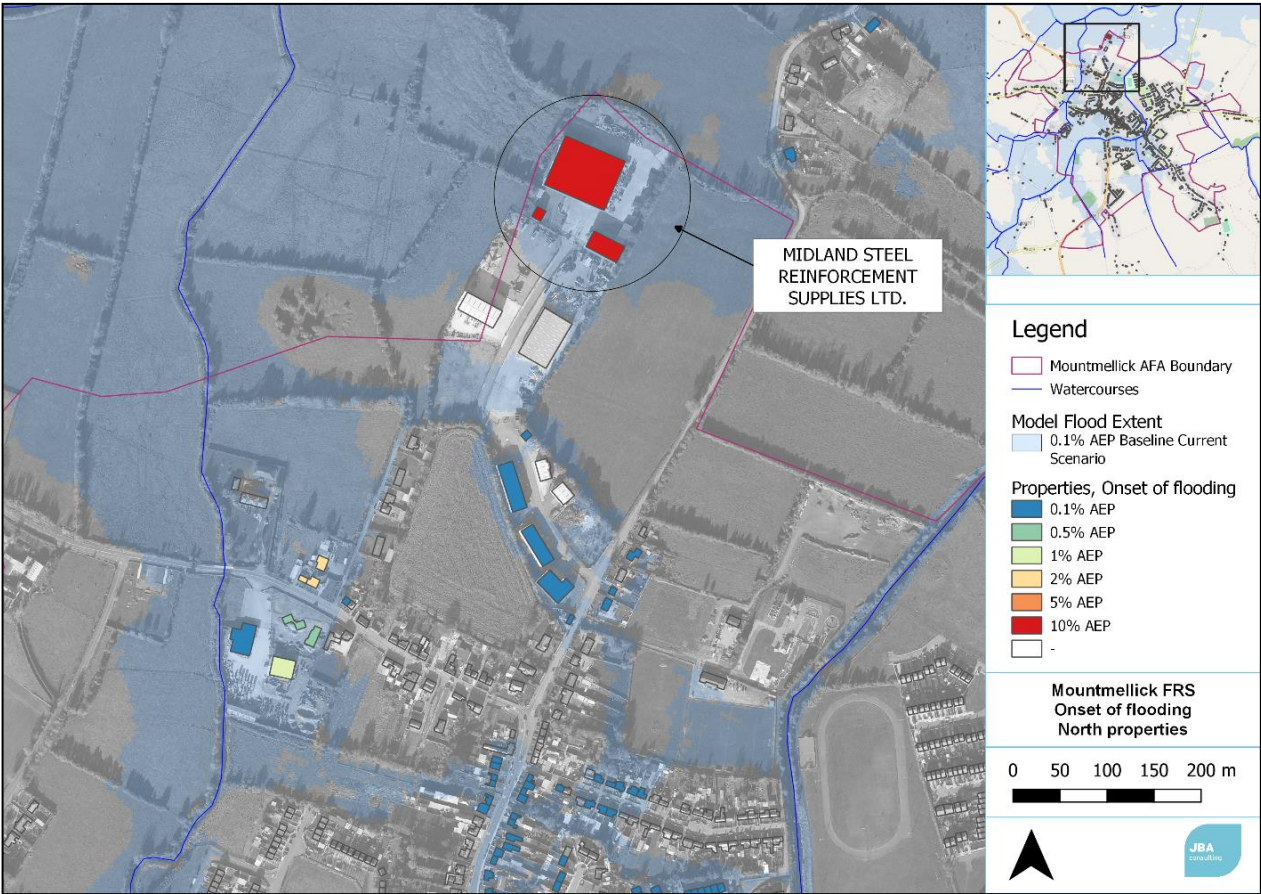 MIDLAND STEEL
REINFORCEMENT
SUPPLIES LTD.
Legend
Mountmellick AFA Boundary
Watercourses
Model Flood Extent
0.1% AEP Baseline Current
Scenario
Properties, Onset of flooding
0.1% AEP
0.5% AEP
1% AEP
2% AEP
5% AEP
10% AEP
-
Mountmellick FRS
Onset of flooding
North properties
0 50 100 150 200 m
JBA
consulting